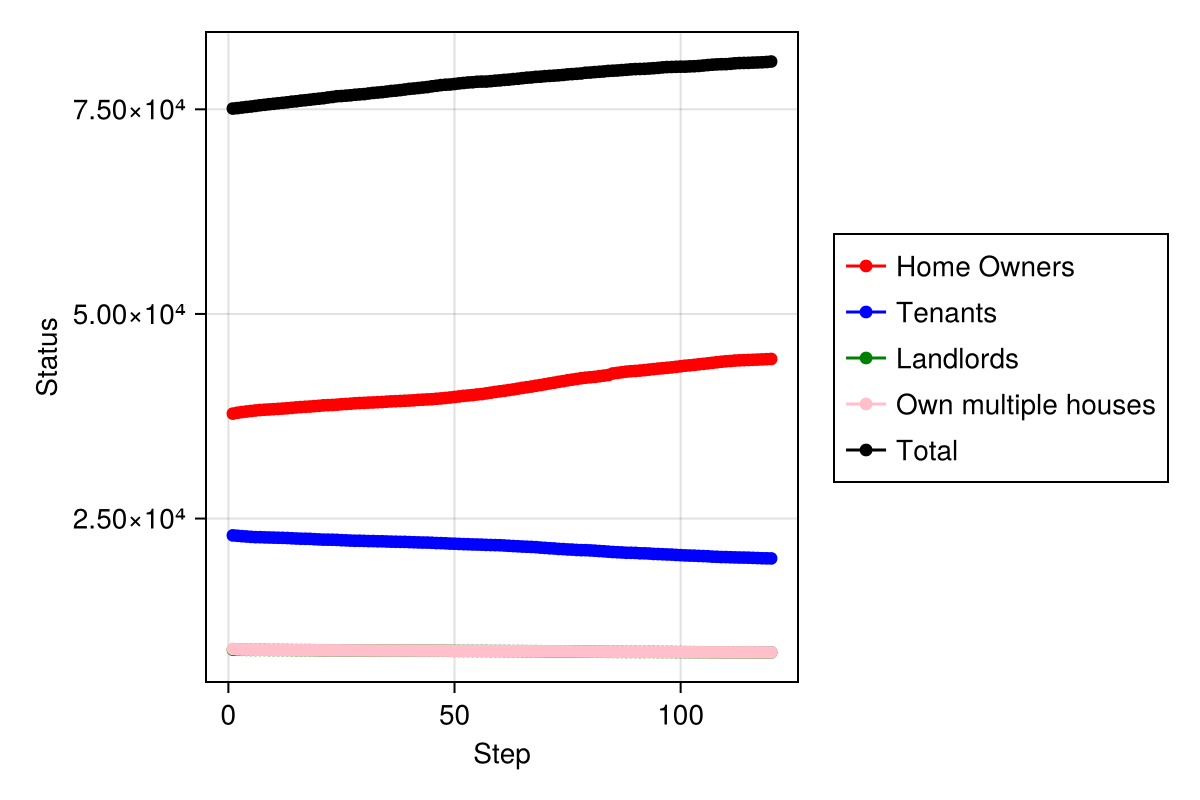 7.50×10⁴
5.00×10⁴
2.50×10⁴
Status
0 50 100
Step
Home Owners
Tenants
Landlords
Own multiple houses
Total